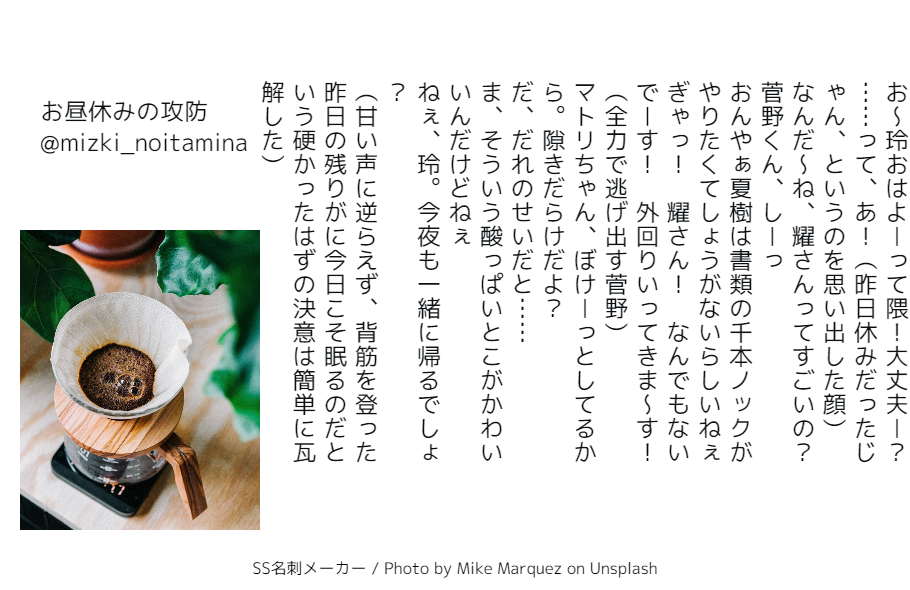 お昼休みの攻防
@mizki_noitamina
お～玲おはよーって隈！大丈夫ー？
……って、あ！（昨日休みだったじ
ゃん、というのを思い出した顔）
なんだ～ね、耀さんってすごいの？
菅野くん、しーっ
おんやぁ夏樹は書類の千本ノックが
やりたくてしょうがないらしいねぇ
ぎゃっ！　耀さん！　なんでもない
でーす！　外回りいってきま～す！
（全力で逃げ出す菅野）
マトリちゃん、ぼけーっとしてるか
ら。隙きだらけだよ？
だ、だれのせいだと……
ま、そういう酸っぱいとこがかわい
いんだけどねぇ
ねぇ、玲。今夜も一緒に帰るでしょ
？
（甘い声に逆らえず、背筋を登った
昨日の残りがに今日こそ眠るのだと
いう硬かったはずの決意は簡単に瓦
解した）
SS名刺メーカー / Photo by Mike Marquez on Unsplash